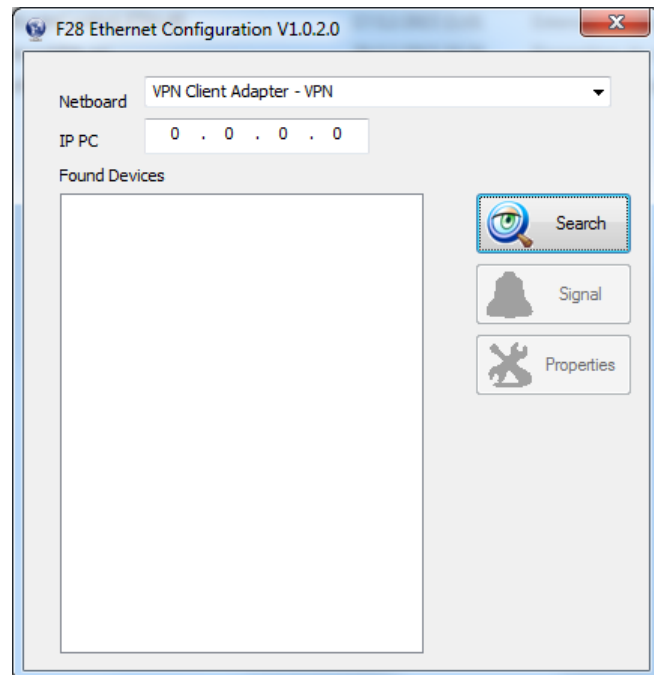 F28 Ethernet Configuration V1.0.2.0
Netboard VPN Client Adapter - VPN
IP PC 0 . 0 . 0 . 0
Found Devices
Search
Signal
Properties